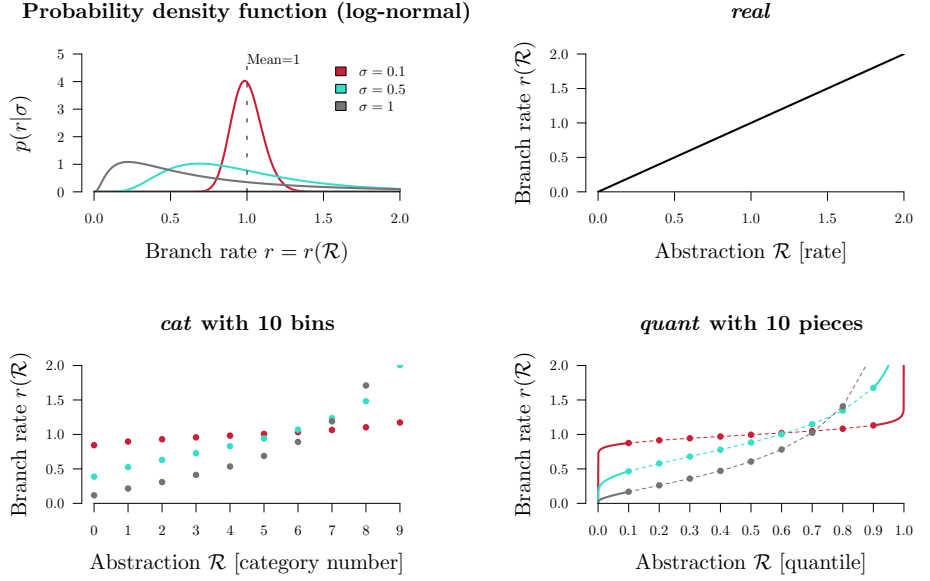 Probability density function (log-normal)
5
4
3
2
1
0
p(r|σ)
Mean=1
σ = 0.1
σ = 0.5
σ = 1
0.0 0.5 1.0 1.5 2.0
Branch rate r = r(ℛ)
real
2.0
1.5
1.0
0.5
0.0
Branch rate r(ℛ)
0.0 0.5 1.0 1.5 2.0
Abstraction ℛ [rate]
cat with 10 bins
2.0
1.5
1.0
0.5
0.0
Branch rate r(ℛ)
0 1 2 3 4 5 6 7 8 9
Abstraction ℛ [category number]
quant with 10 pieces
2.0
1.5
1.0
0.5
0.0
Branch rate r(ℛ)
0.0 0.1 0.2 0.3 0.4 0.5 0.6 0.7 0.8 0.9 1.0
Abstraction ℛ [quantile]